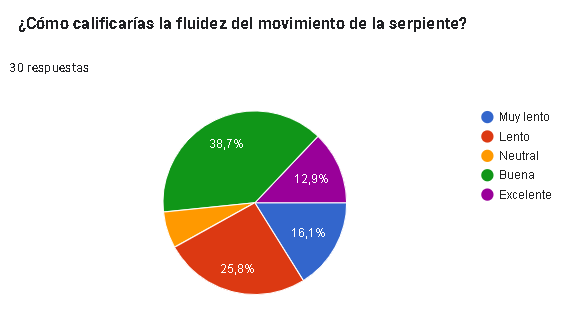 ¿Cómo calificarías la fluidez del movimiento de la serpiente?
30 respuestas
38,7%
12,9%
16,1%
25,8%
Muy lento
Lento
Neutral
Buena
Excelente